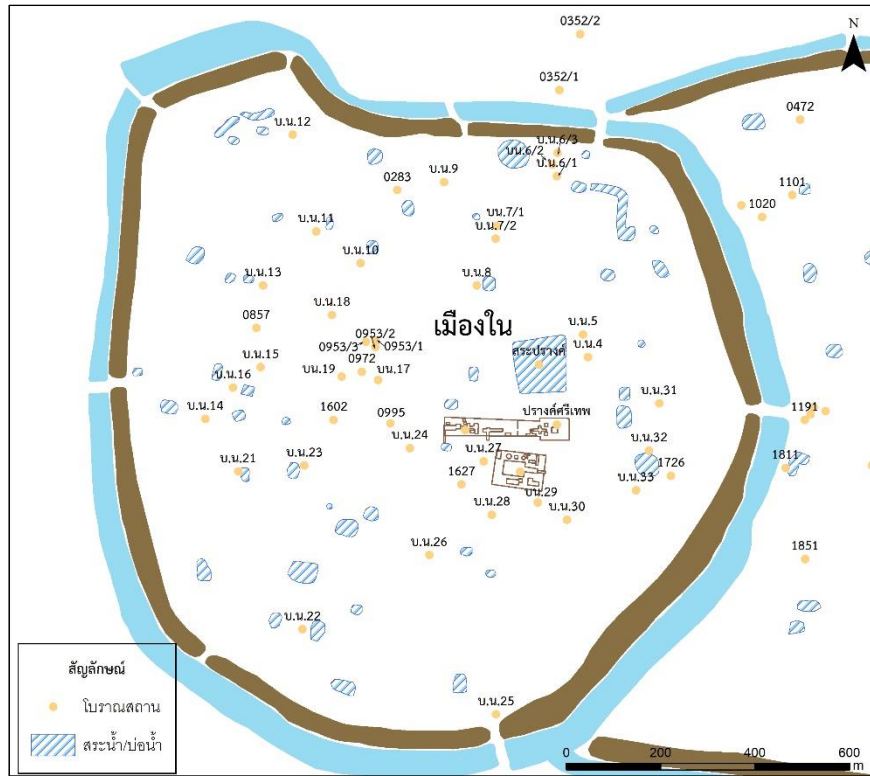 0352/2
N
0352/1
0472
บ.น.12
บ.น.6/3
บน.6/2
บ.น.6/1
บ.น.9
0283
1101
1020
บน.7/1
บ.น.7/2
บ.น.11
บ.น.10
บ.น.13
บ.น.8
บ.น.18
เมืองใน
0857
0953/2
0953/3
0953/1
บ.น.5
บ.น.4
สระปรางค์
0972
บ.น.15
บน.19
บ.น.17
บ.น.16
บ.น.31
บ.น.14
1602
0995
ปรางค์ศรีเทพ
1191
บ.น.24
บ.น.32
บ.น.27
บ.น.21
บ.น.23
1627
1726
1811
บ.น.33
บน.29
บ.น.28
บ.น.30
บ.น.26
1851
บ.น.22
บ.น.25
สัญลักษณ์
โบราณสถาน
สระน้ำ/บ่อน้ำ
0 200 400 600
m